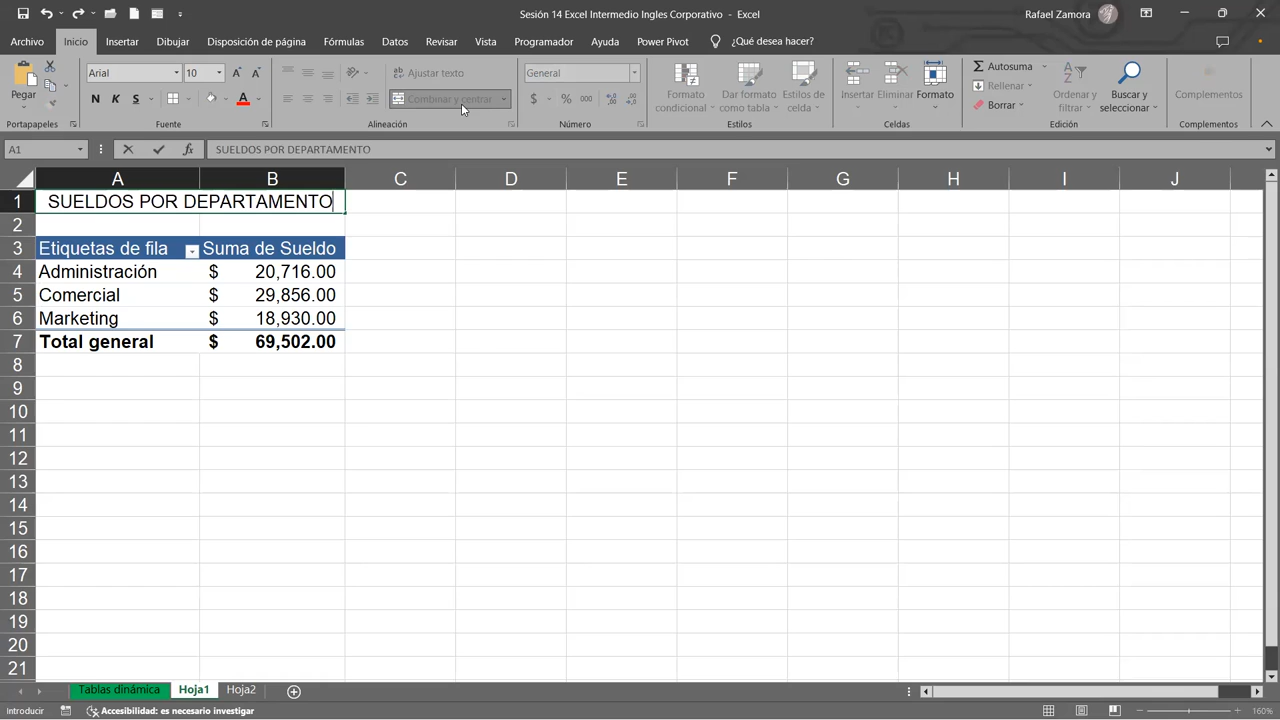 Sesión 14 Excel Intermedio Ingles Corporativo - Excel
Rafael Zamora
Archivo Inicio Insertar Dibujar Disposición de página Fórmulas Datos Revisar Vista Programador Ayuda Power Pivot ¿Qué desea hacer?
Pegar
Portapapeles
Arial 10
N K S
Fuente
Ajustar texto
Combinar y centrar
Alineación
General
$ % 000
Número
Formato condicional
Dar formato como tabla
Estilos de celda
Estilos
Insertar
Eliminar
Formato
Celdas
Autosuma
Rellenar
Borrar
Ordenar y filtrar
Buscar y seleccionar
Edición
Complementos
Complementos
A1 fx SUELDOS POR DEPARTAMENTO
A B C D E F G H I J
1 SUELDOS POR DEPARTAMENTO
2
3 Etiquetas de fila Suma de Sueldo
4 Administración $ 20,716.00
5 Comercial $ 29,856.00
6 Marketing $ 18,930.00
7 Total general $ 69,502.00
8
9
10
11
12
13
14
15
16
17
18
19
20
21
Tablas dinámica Hoja1 Hoja2
Introducir Accesibilidad: es necesario investigar 160%